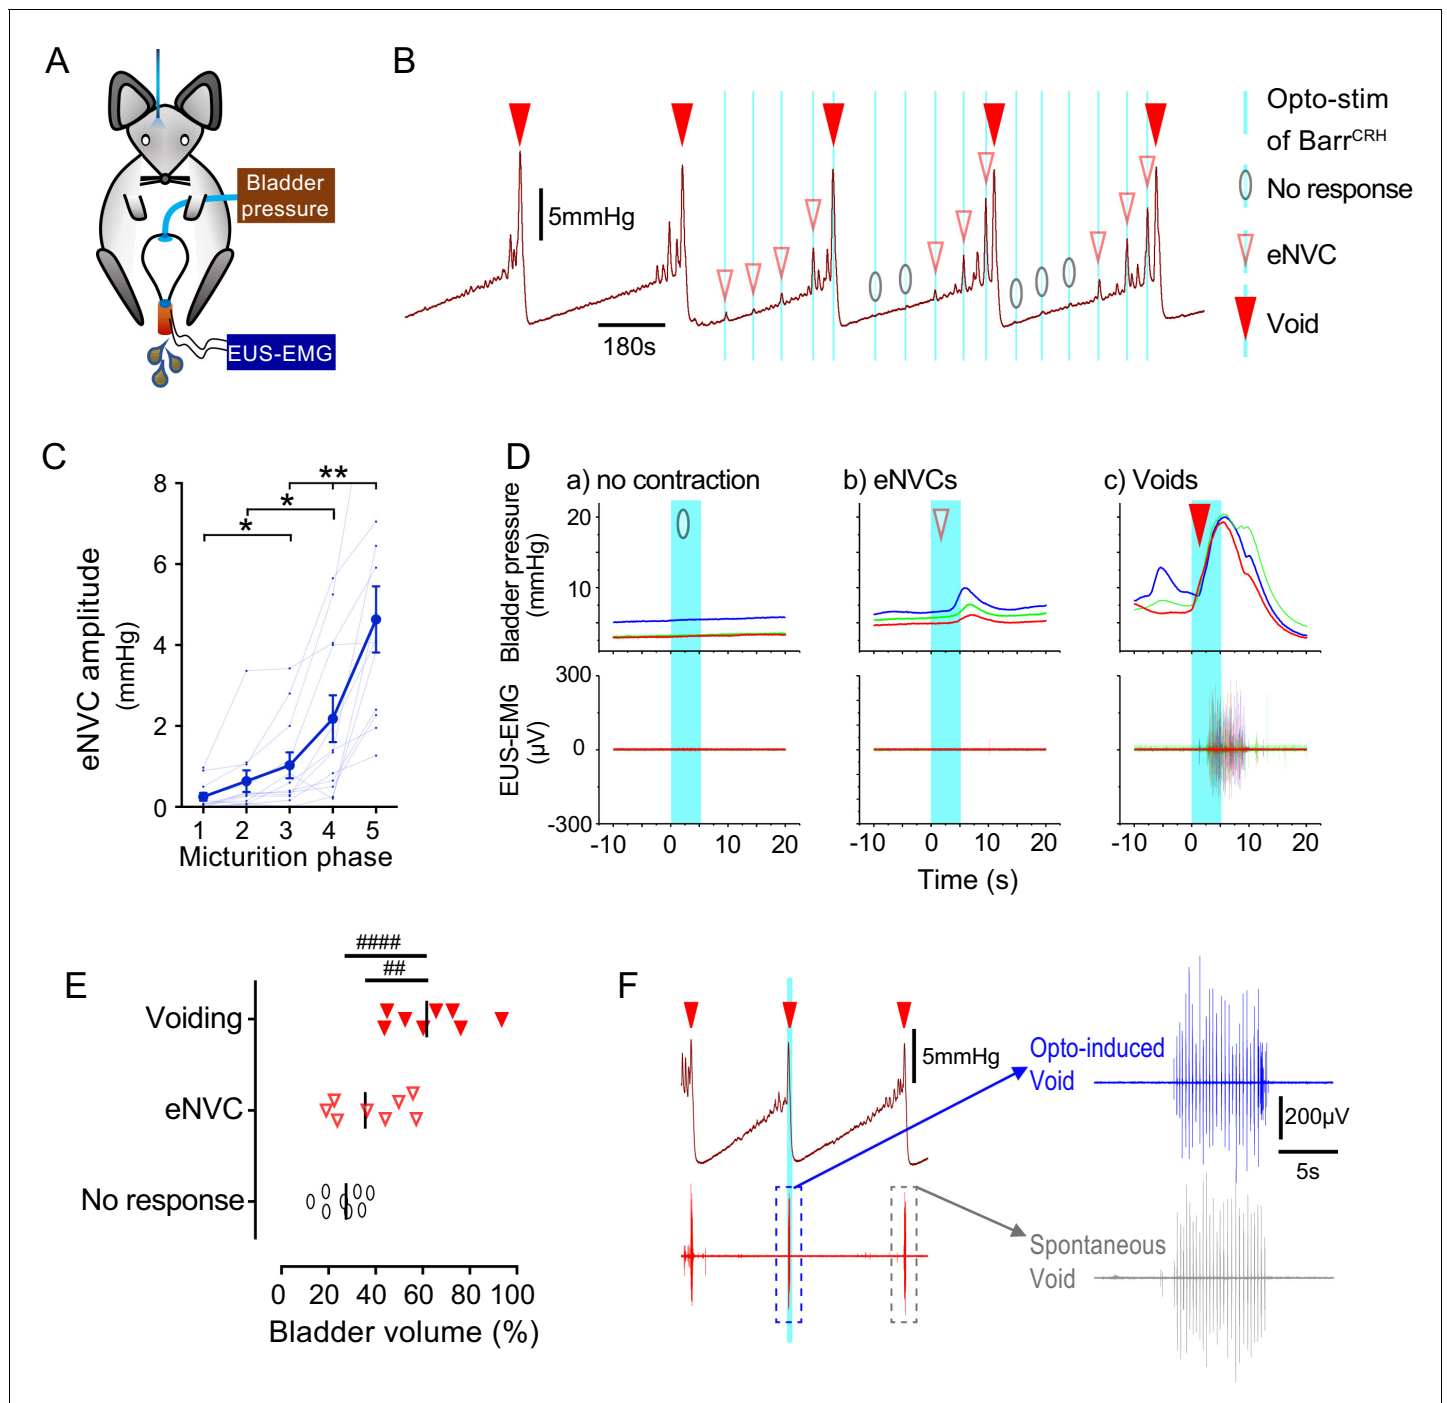 A
Bladder
pressure
EUS-EMG
B
5mmHg
180s
Opto-stim
of Barr^CRH
No response
eNVC
Void
C
eNVC amplitude
(mmHg)
8
6
4
2
0
*
*
**
1 2 3 4 5
Micturition phase
D
a) no contraction
b) eNVCs
c) Voids
Bladder pressure
(mmHg)
20
10
EUS-EMG
(µV)
300
0
-300
-10 0 10 20
-10 0 10 20
-10 0 10 20
Time (s)
E
####
##
Voiding
eNVC
No response
0 20 40 60 80 100
Bladder volume (%)
F
5mmHg
Opto-induced
Void
200µV
5s
Spontaneous
Void